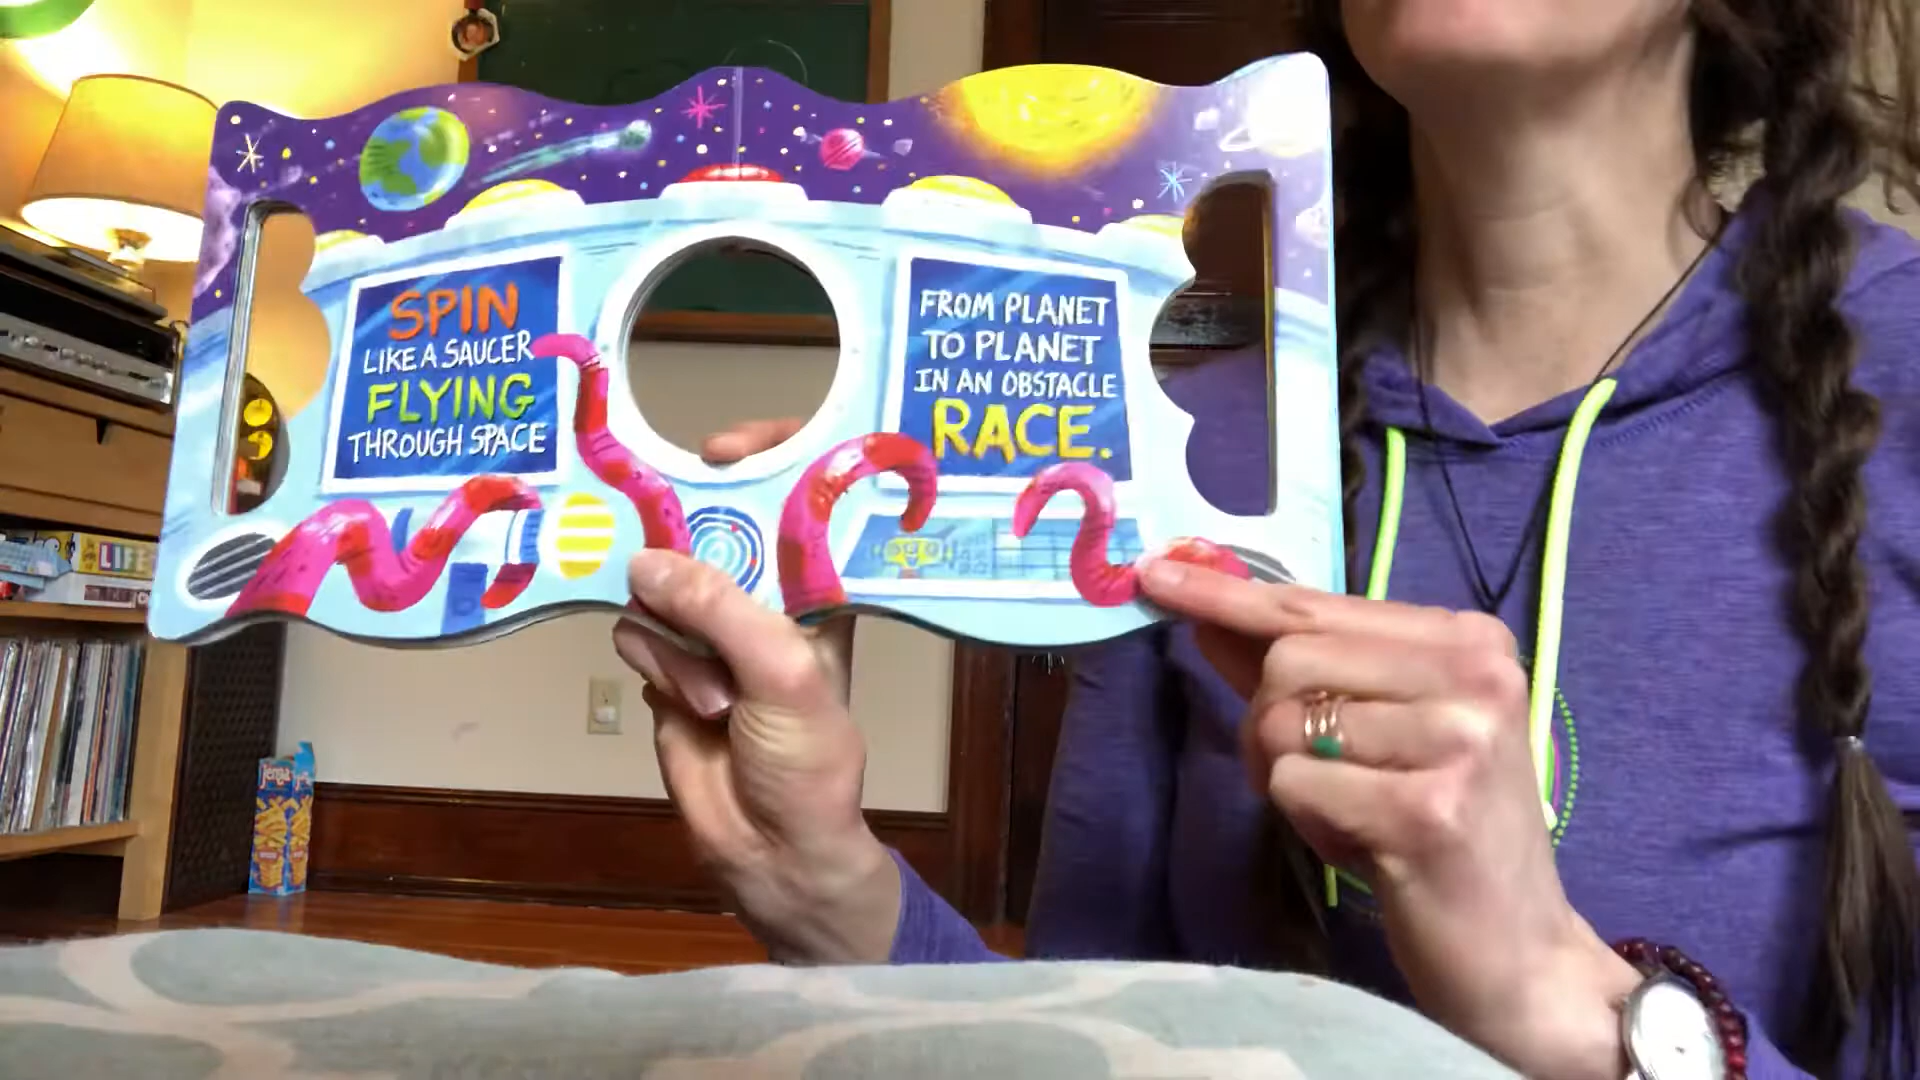 SPIN
LIKE A SAUCER
FLYING
THROUGH SPACE
FROM PLANET
TO PLANET
IN AN OBSTACLE
RACE.
LIFE
Jenga